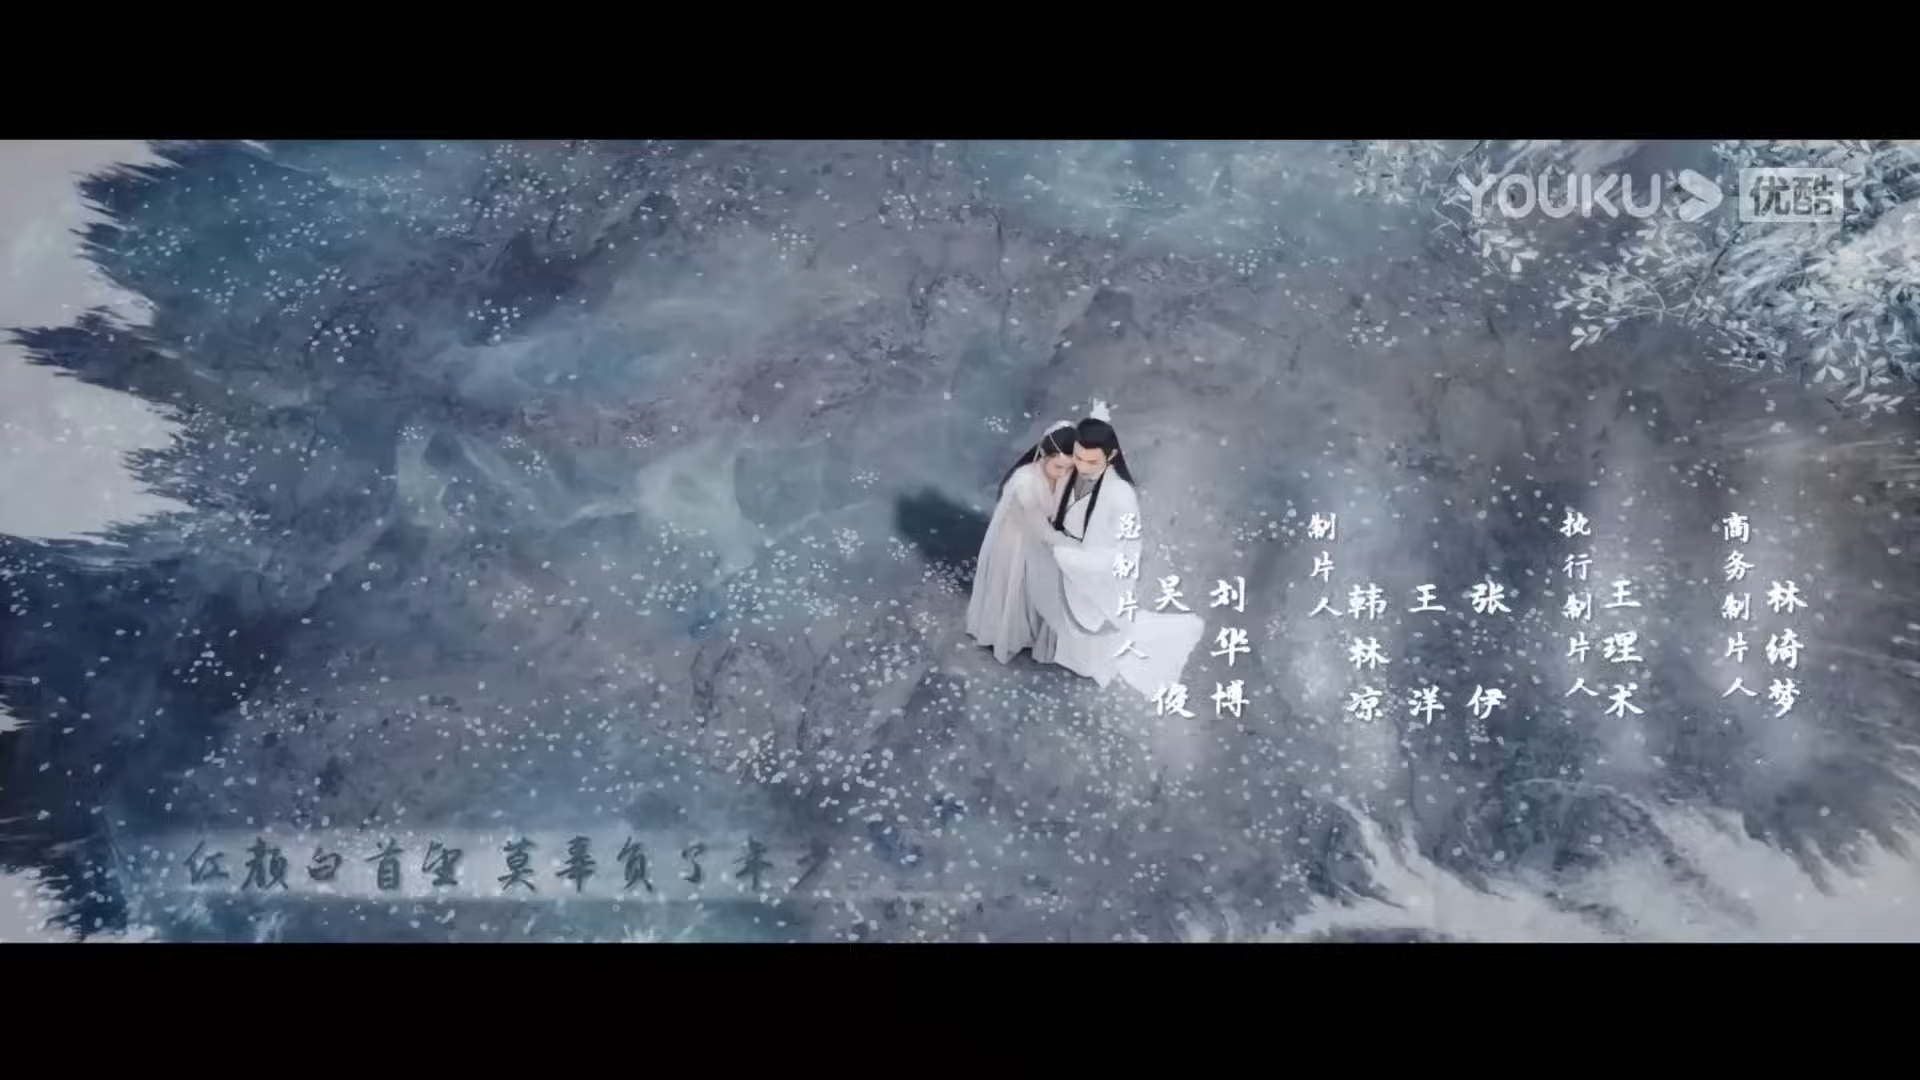 YOUKU 优酷
总制片人
吴俊
刘华博
制片人
韩林凉
王洋
张伊
执行制片人
王理术
商务制片人
林绮梦
红颜白首望 莫辜负了年少